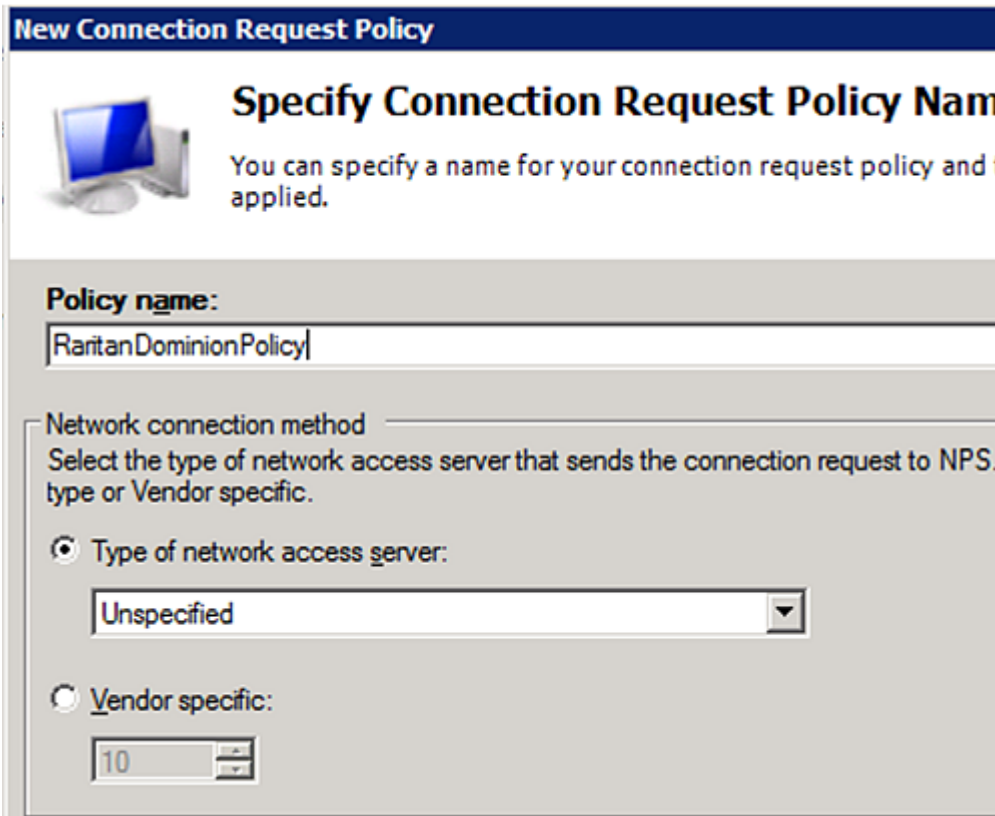 New Connection Request Policy
Specify Connection Request Policy Nam
You can specify a name for your connection request policy and
applied.
Policy name:
RaritanDominionPolicy
Network connection method
Select the type of network access server that sends the connection request to NPS.
type or Vendor specific.
Type of network access server:
Unspecified
Vendor specific:
10